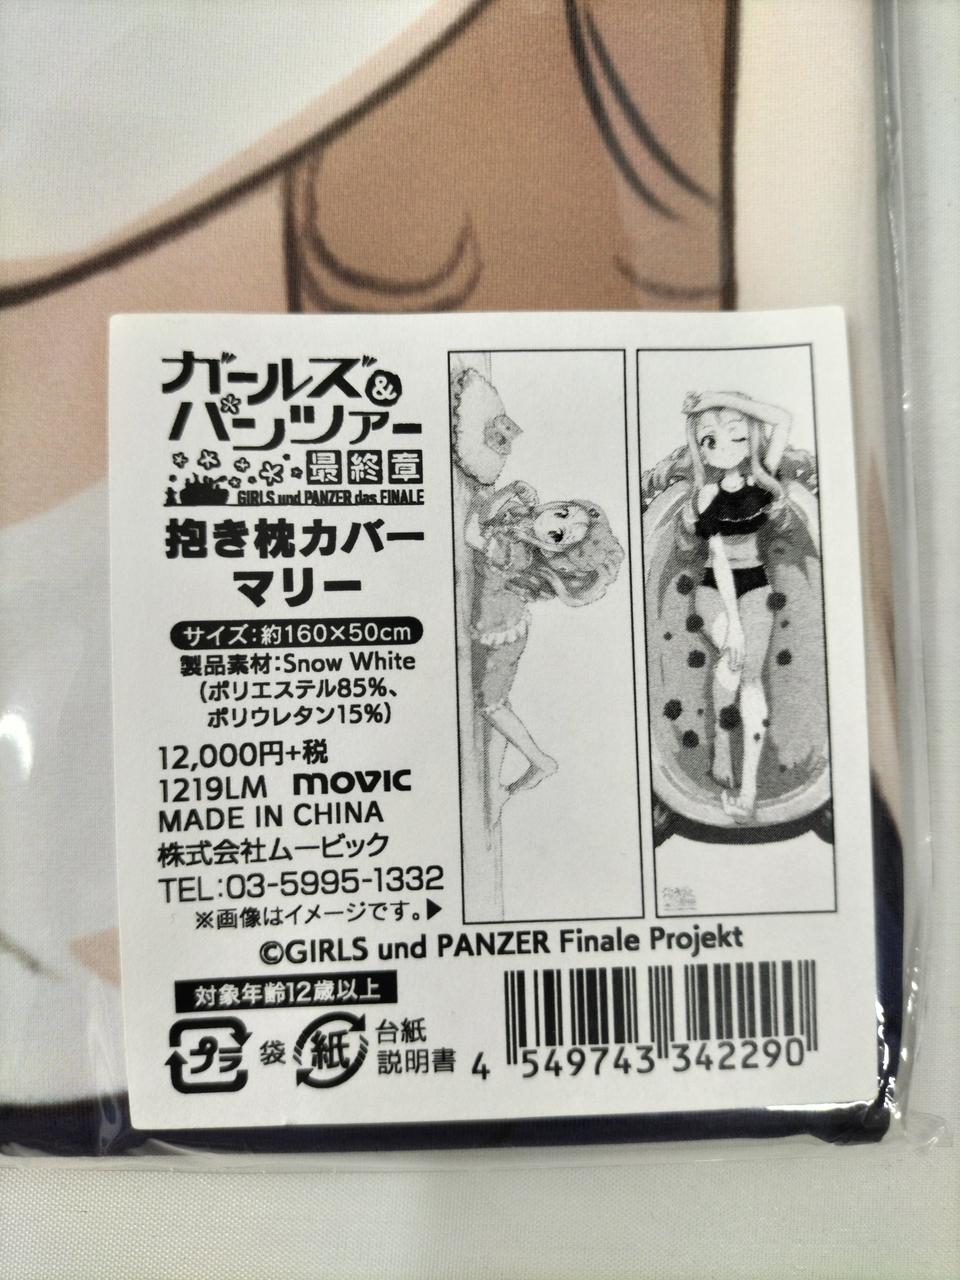 ガールズ&
パンツァー
最終章
GIRLS und PANZER das FINALE
抱き枕カバー
マリー
サイズ:約160×50cm
製品素材:Snow White
(ポリエステル85%、
ポリウレタン15%)
12,000円+税
1219LM movic
MADE IN CHINA
株式会社ムービック
TEL:03-5995-1332
※画像はイメージです。▶
©GIRLS und PANZER Finale Projekt
対象年齢12歳以上
プラ 袋 紙 台紙
説明書
4 549743 342290